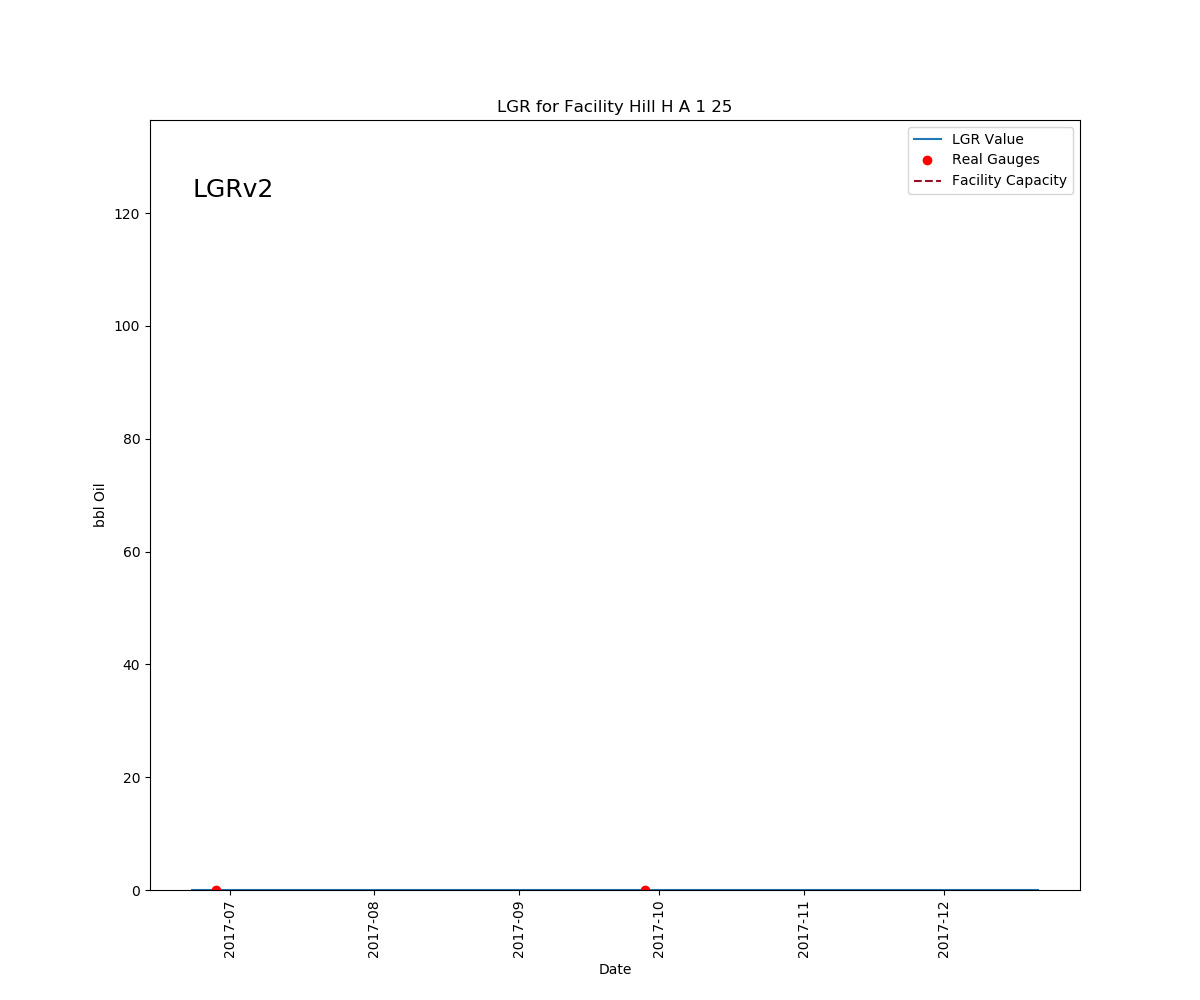 LGR for Facility Hill H A 1 25
LGR Value
Real Gauges
Facility Capacity
LGRv2
120
100
80
60
40
20
0
bbl Oil
2017-07
2017-08
2017-09
2017-10
2017-11
2017-12
Date